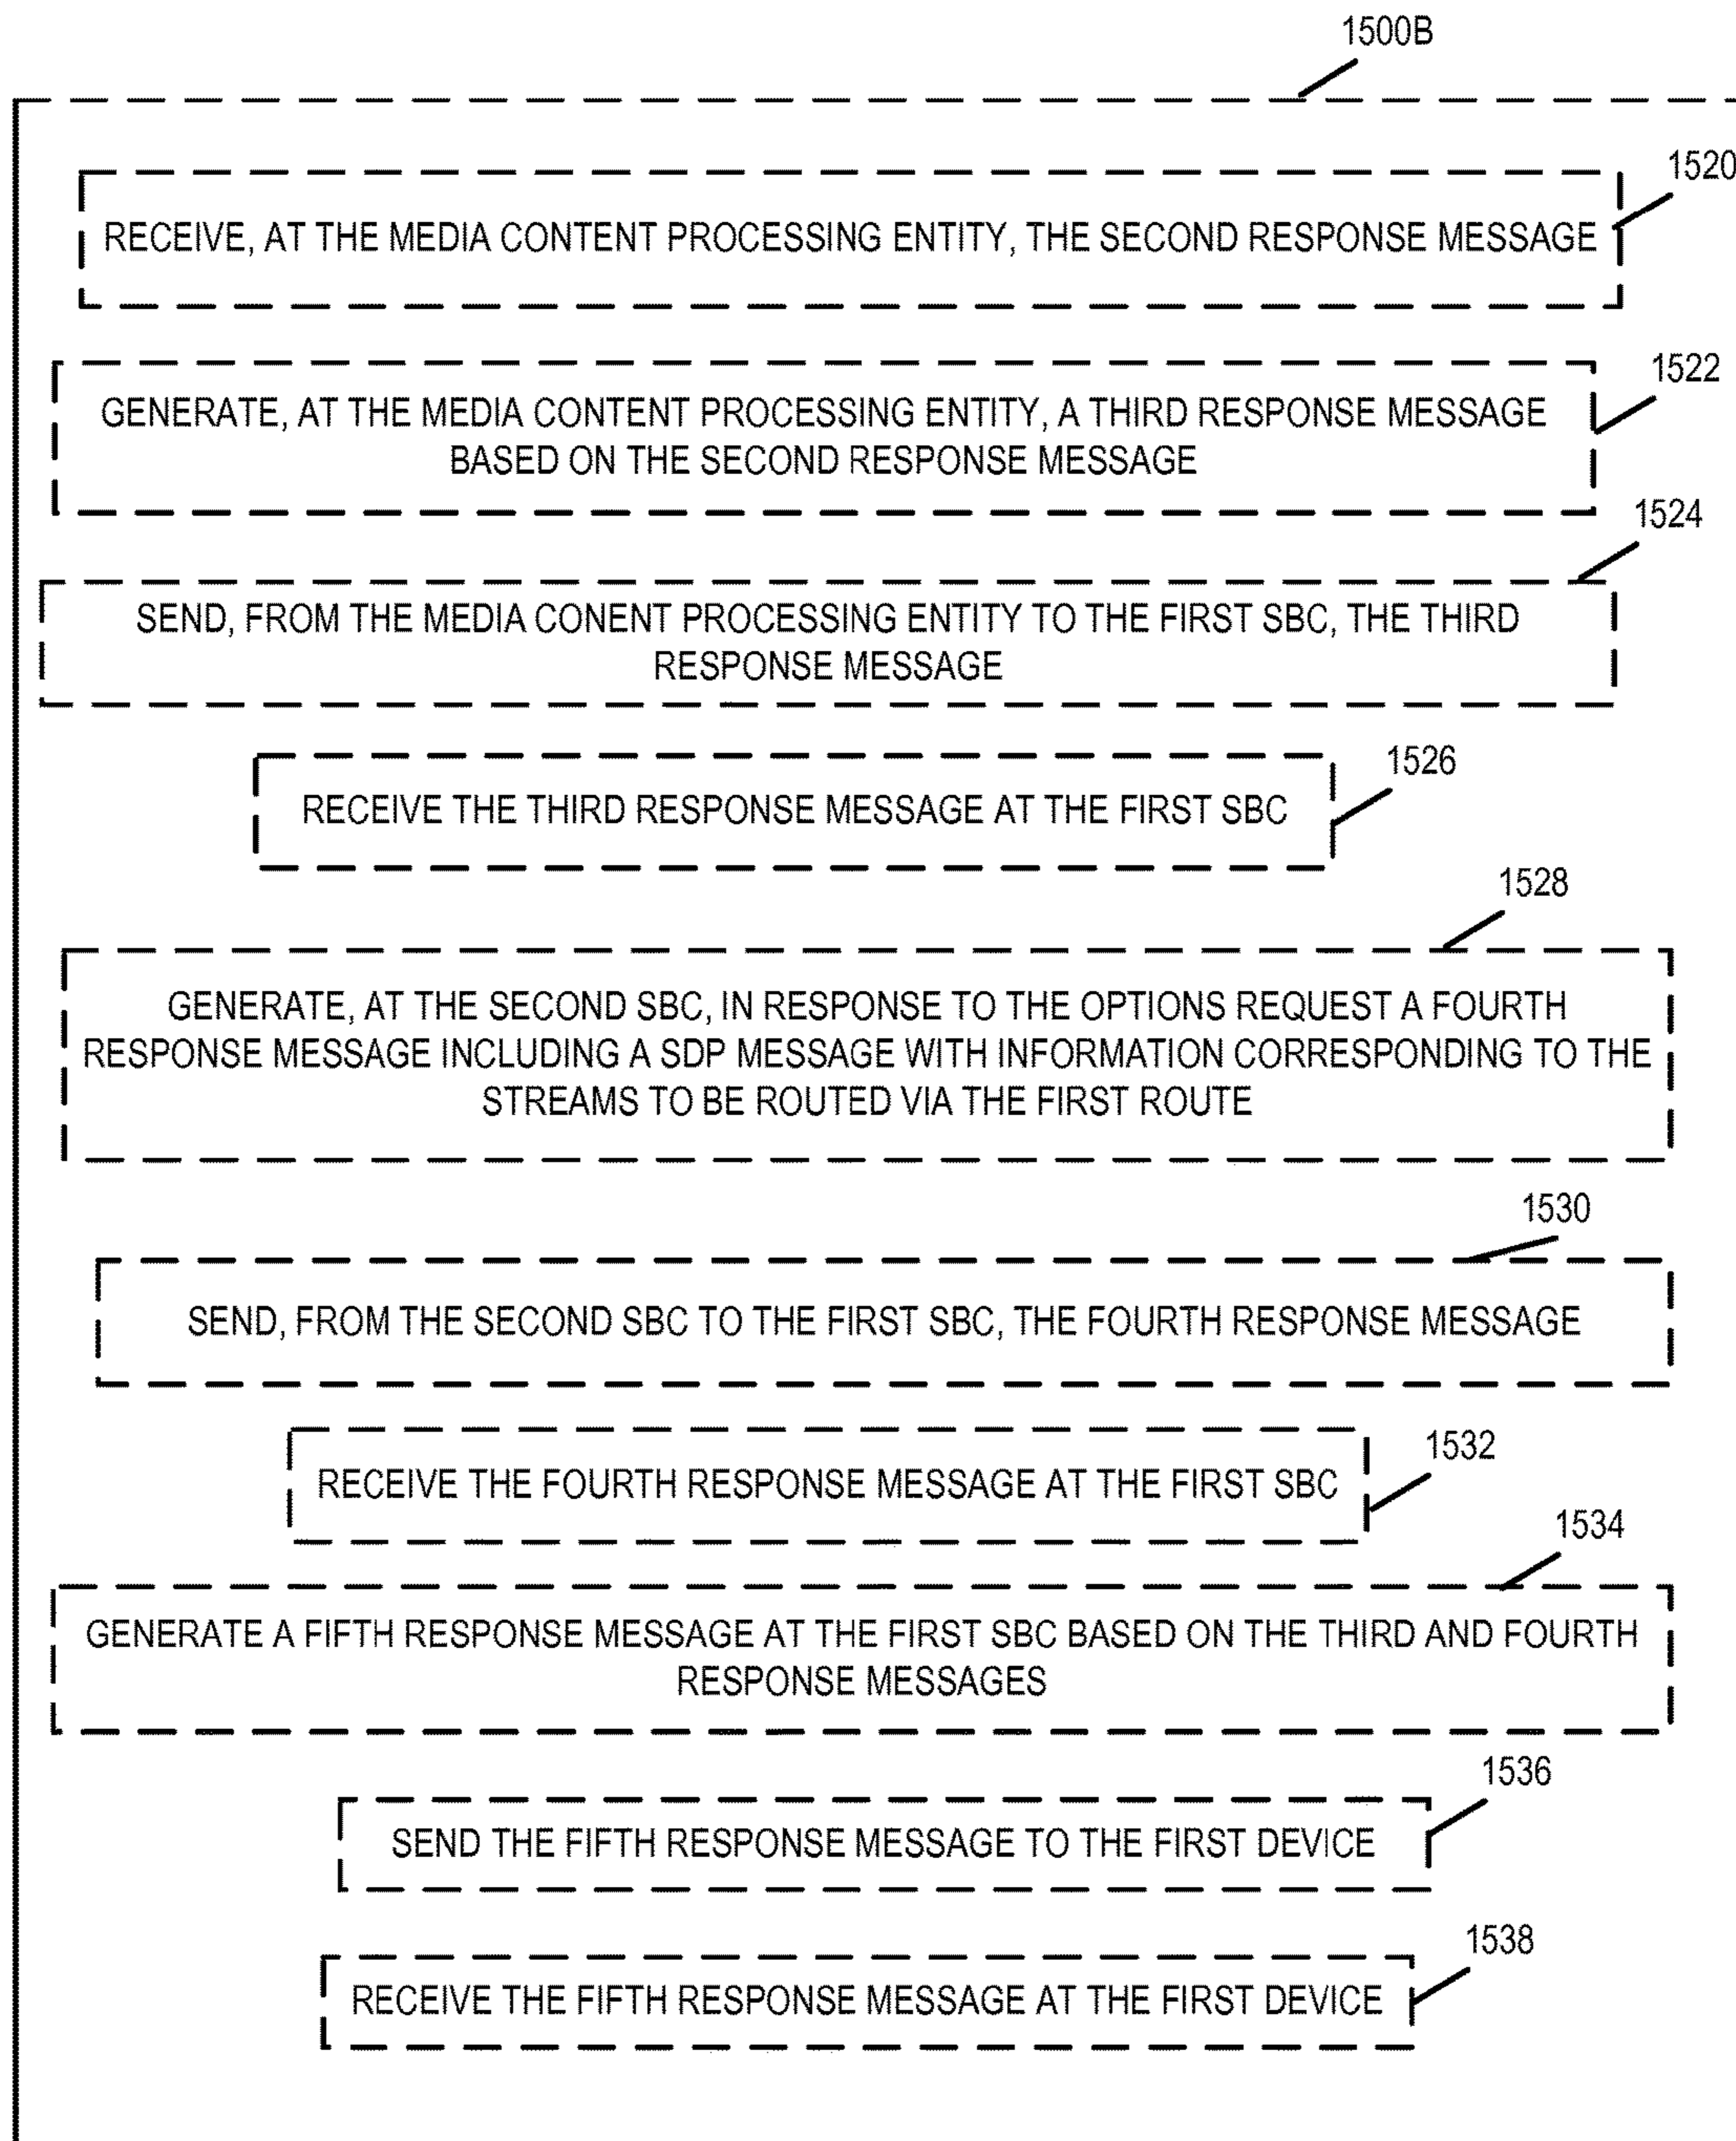 1500B
1520
RECEIVE, AT THE MEDIA CONTENT PROCESSING ENTITY, THE SECOND RESPONSE MESSAGE
1522
GENERATE, AT THE MEDIA CONTENT PROCESSING ENTITY, A THIRD RESPONSE MESSAGE
BASED ON THE SECOND RESPONSE MESSAGE
1524
SEND, FROM THE MEDIA CONENT PROCESSING ENTITY TO THE FIRST SBC, THE THIRD
RESPONSE MESSAGE
1526
RECEIVE THE THIRD RESPONSE MESSAGE AT THE FIRST SBC
1528
GENERATE, AT THE SECOND SBC, IN RESPONSE TO THE OPTIONS REQUEST A FOURTH
RESPONSE MESSAGE INCLUDING A SDP MESSAGE WITH INFORMATION CORRESPONDING TO THE
STREAMS TO BE ROUTED VIA THE FIRST ROUTE
1530
SEND, FROM THE SECOND SBC TO THE FIRST SBC, THE FOURTH RESPONSE MESSAGE
1532
RECEIVE THE FOURTH RESPONSE MESSAGE AT THE FIRST SBC
1534
GENERATE A FIFTH RESPONSE MESSAGE AT THE FIRST SBC BASED ON THE THIRD AND FOURTH
RESPONSE MESSAGES
1536
SEND THE FIFTH RESPONSE MESSAGE TO THE FIRST DEVICE
1538
RECEIVE THE FIFTH RESPONSE MESSAGE AT THE FIRST DEVICE